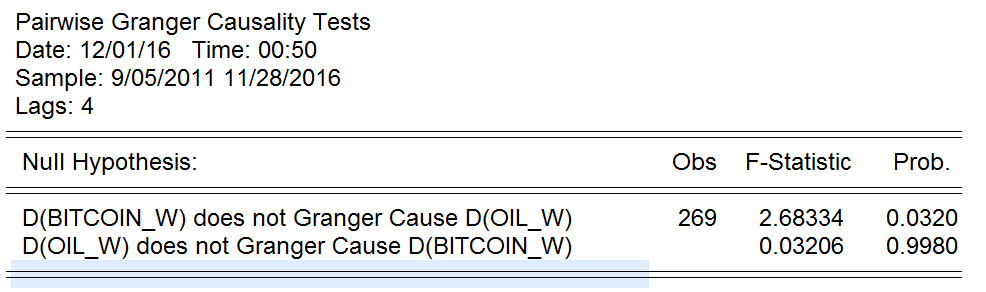 Pairwise Granger Causality Tests
Date: 12/01/16 Time: 00:50
Sample: 9/05/2011 11/28/2016
Lags: 4
Null Hypothesis: Obs F-Statistic Prob.
D(BITCOIN_W) does not Granger Cause D(OIL_W) 269 2.68334 0.0320
D(OIL_W) does not Granger Cause D(BITCOIN_W) 0.03206 0.9980